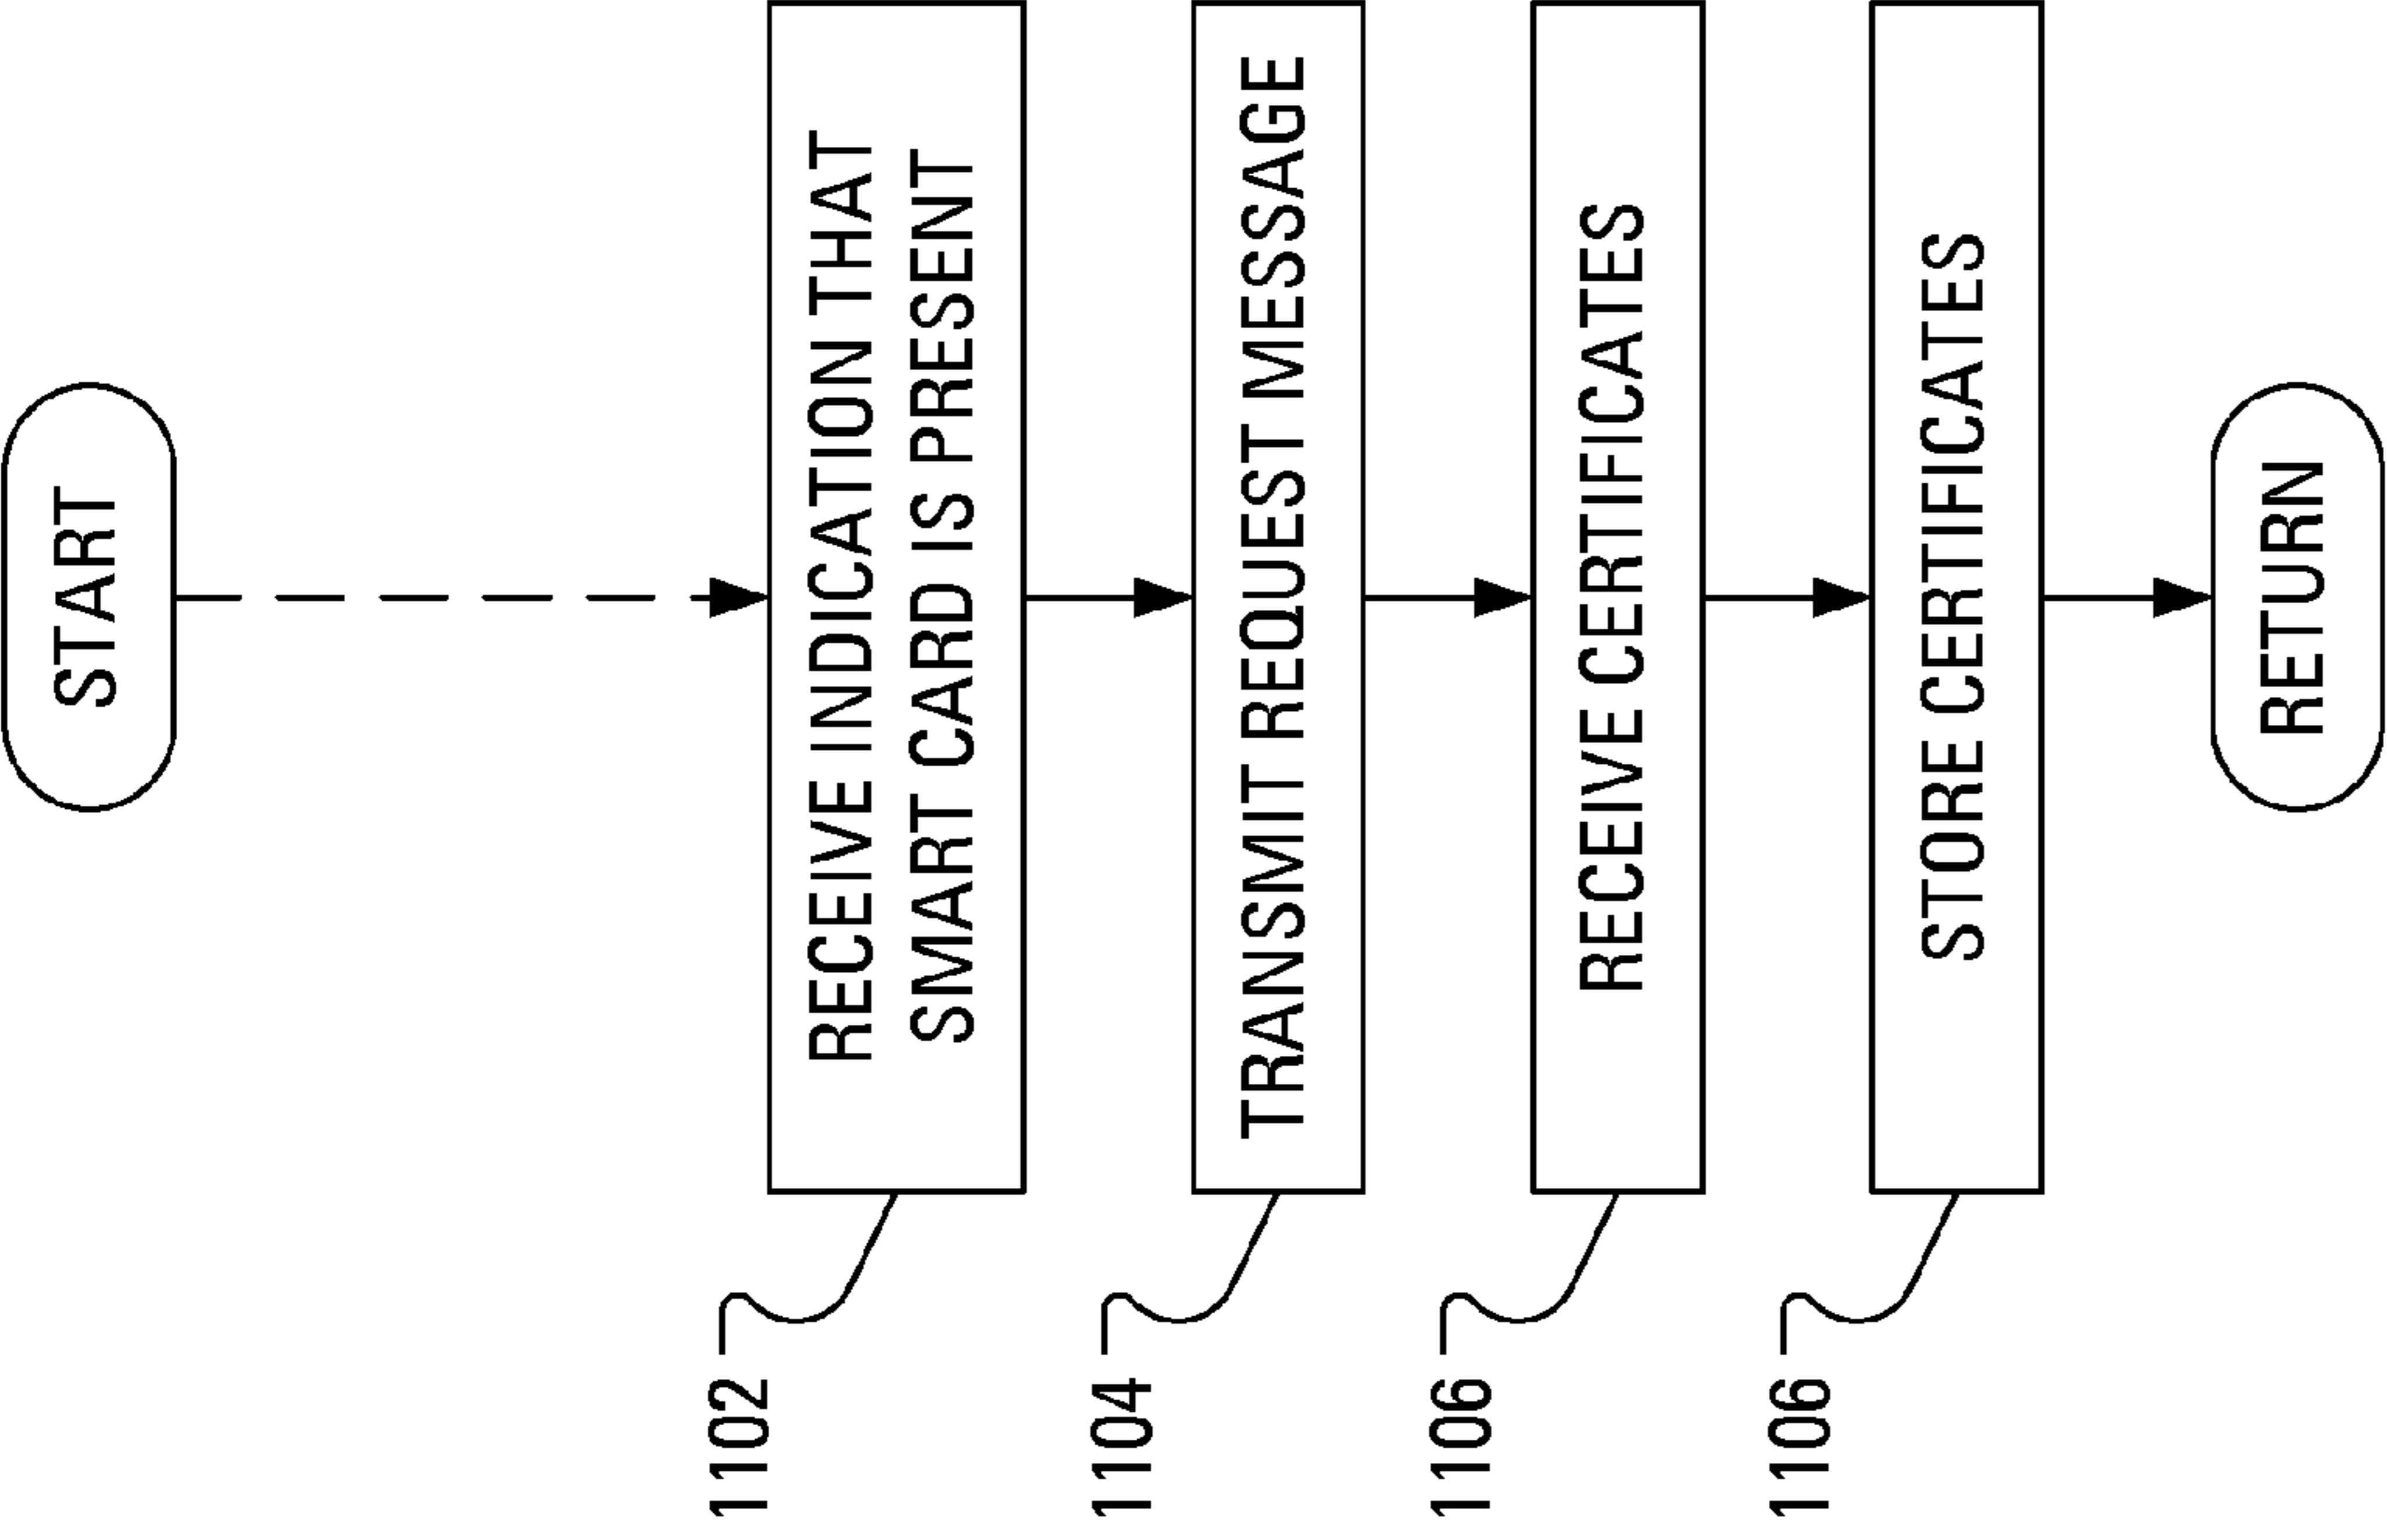 START
1102
RECEIVE INDICATION THAT
SMART CARD IS PRESENT
1104
TRANSMIT REQUEST MESSAGE
1106
RECEIVE CERTIFICATES
1106
STORE CERTIFICATES
RETURN